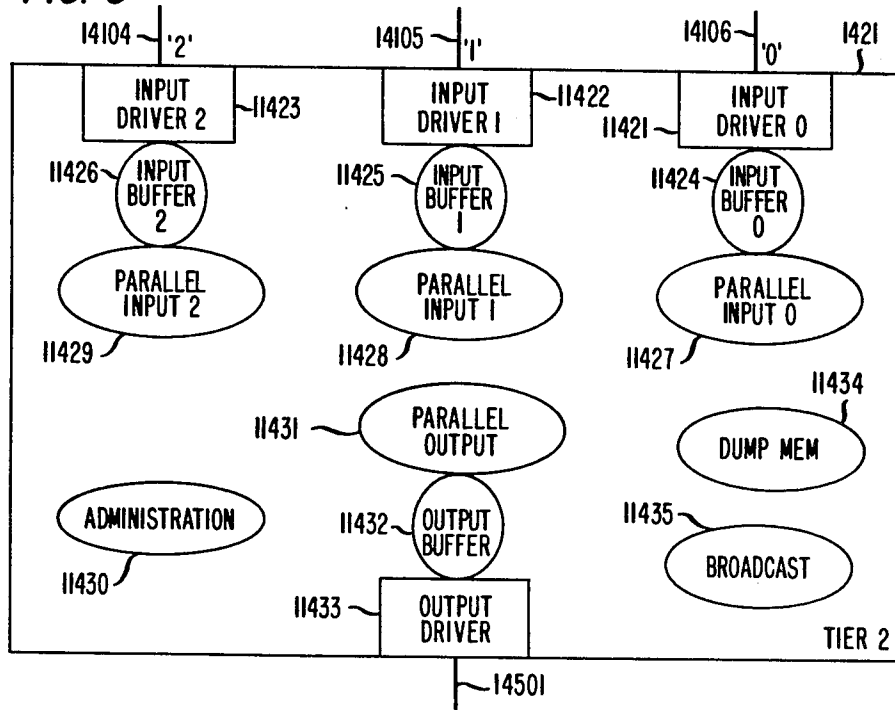 14104
'2'
14105
'1'
14106
'0'
1421
INPUT
DRIVER 2
11423
INPUT
DRIVER 1
11422
11421
INPUT
DRIVER 0
11426
INPUT
BUFFER
2
11425
INPUT
BUFFER
1
11424
INPUT
BUFFER
0
PARALLEL
INPUT 2
PARALLEL
INPUT 1
PARALLEL
INPUT 0
11429
11428
11427
11431
PARALLEL
OUTPUT
11434
DUMP MEM
ADMINISTRATION
11430
11432
OUTPUT
BUFFER
11435
BROADCAST
11433
OUTPUT
DRIVER
TIER 2
14501